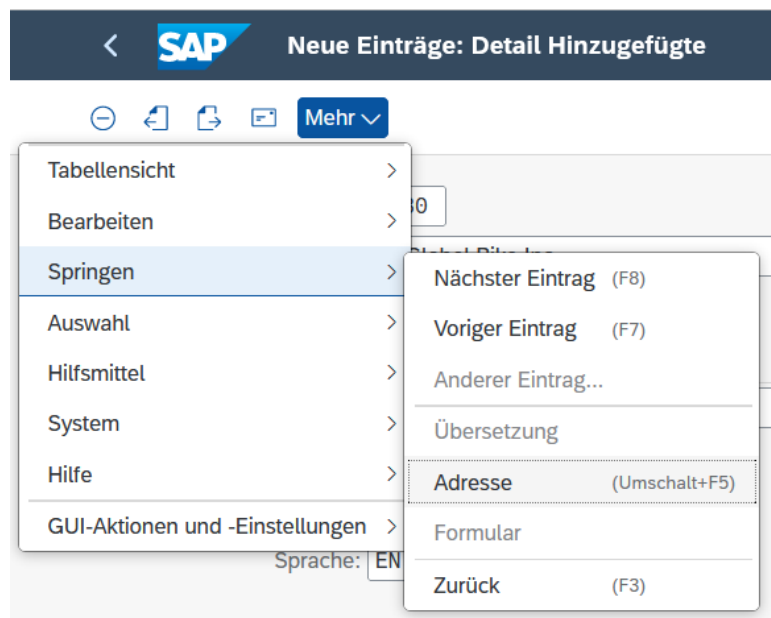 SAP Neue Einträge: Detail Hinzugefügte
Mehr
Tabellensicht
Bearbeiten
Springen
Auswahl
Hilfsmittel
System
Hilfe
GUI-Aktionen und -Einstellungen
Nächster Eintrag (F8)
Voriger Eintrag (F7)
Anderer Eintrag...
Übersetzung
Adresse (Umschalt+F5)
Formular
Zurück (F3)
Sprache: EN